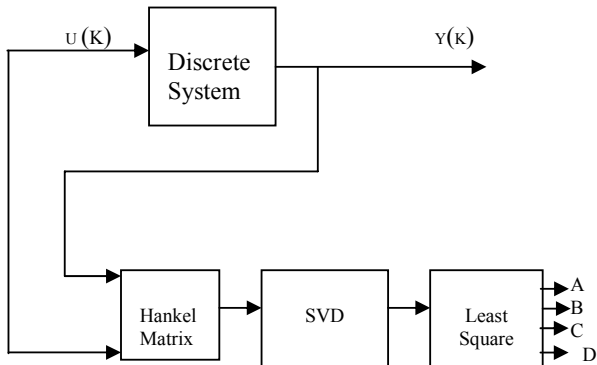 U (K)
Y(K)
Discrete
System
Hankel
Matrix
SVD
Least
Square
A
B
C
D